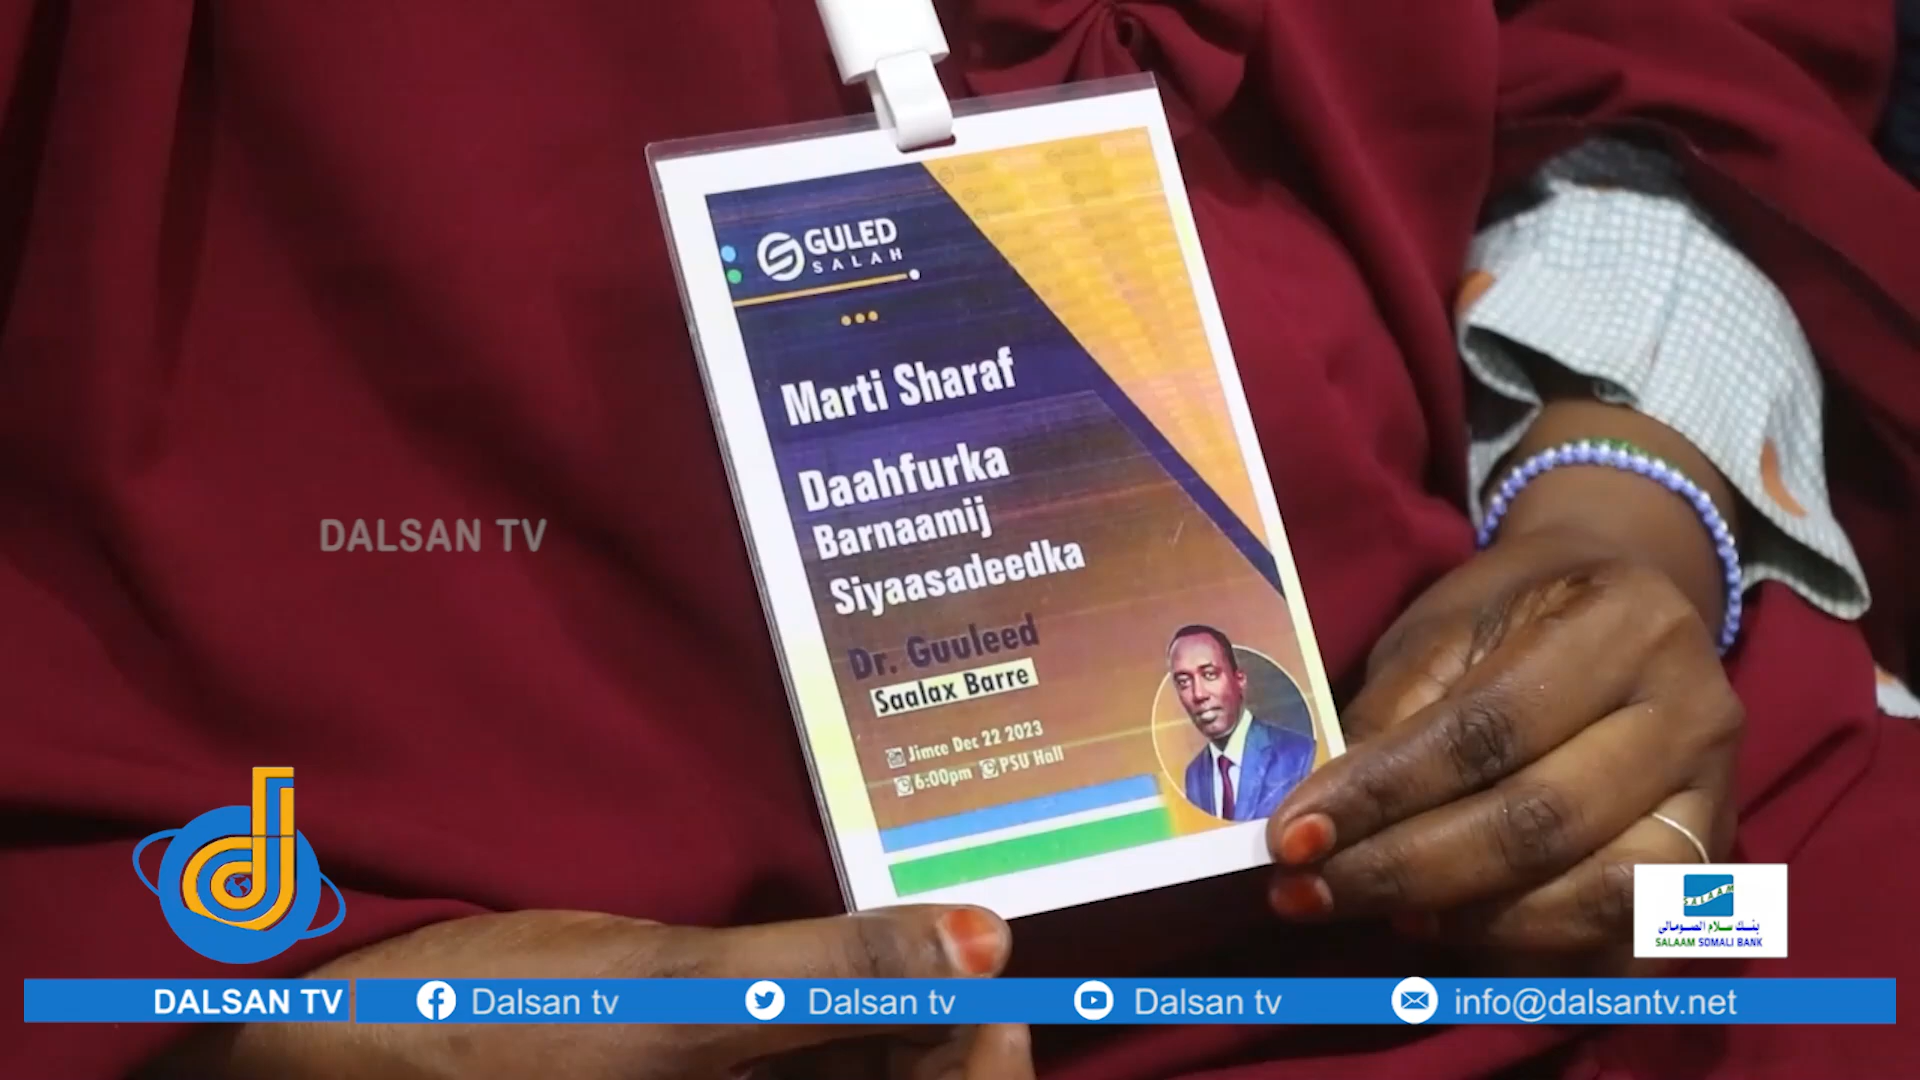 GULED
SALAH
Marti Sharaf
Daahfurka
Barnaamij
Siyaasadeedka
Dr. Guuleed
Saalax Barre
Jimce Dec 22 2023
6:00pm PSU Hall
DALSAN TV
SALAAM
بنك سلام الصومالى
SALAAM SOMALI BANK
DALSAN TV
Dalsan tv
Dalsan tv
Dalsan tv
info@dalsantv.net